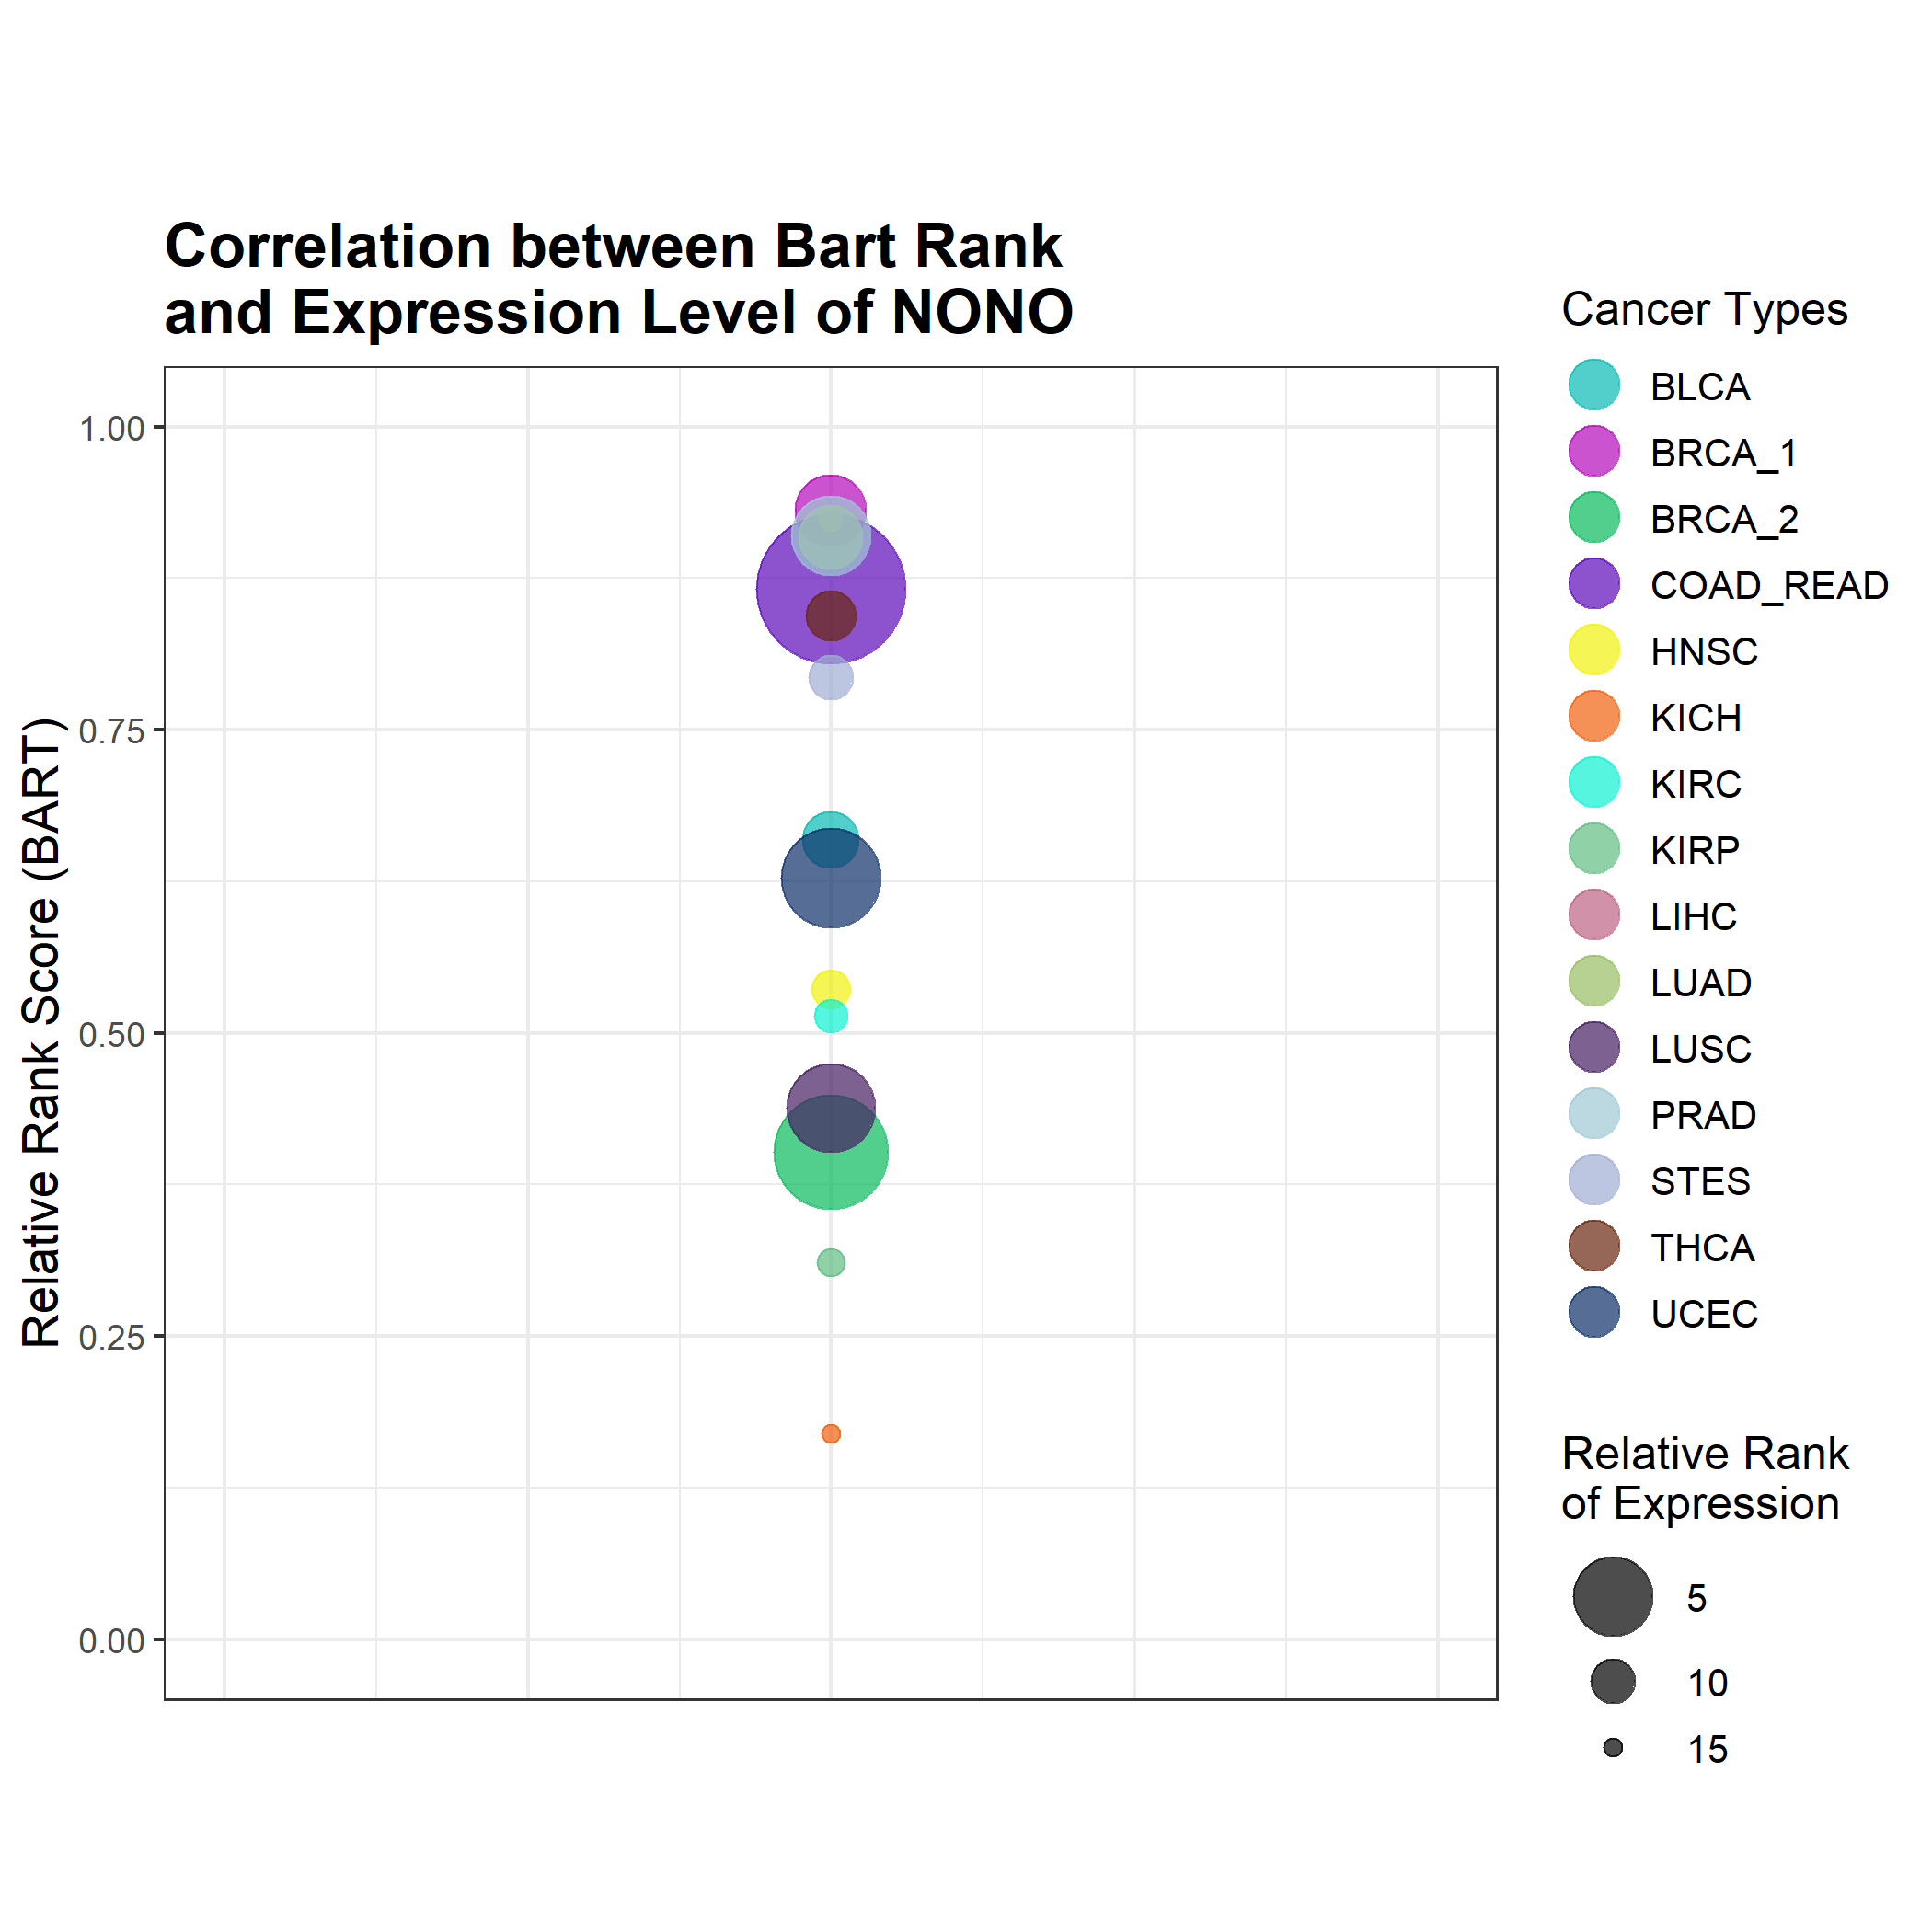 Correlation between Bart Rank
and Expression Level of NONO
Relative Rank Score (BART)
1.00
0.75
0.50
0.25
0.00
Cancer Types
BLCA
BRCA_1
BRCA_2
COAD_READ
HNSC
KICH
KIRC
KIRP
LIHC
LUAD
LUSC
PRAD
STES
THCA
UCEC
Relative Rank
of Expression
5
10
15